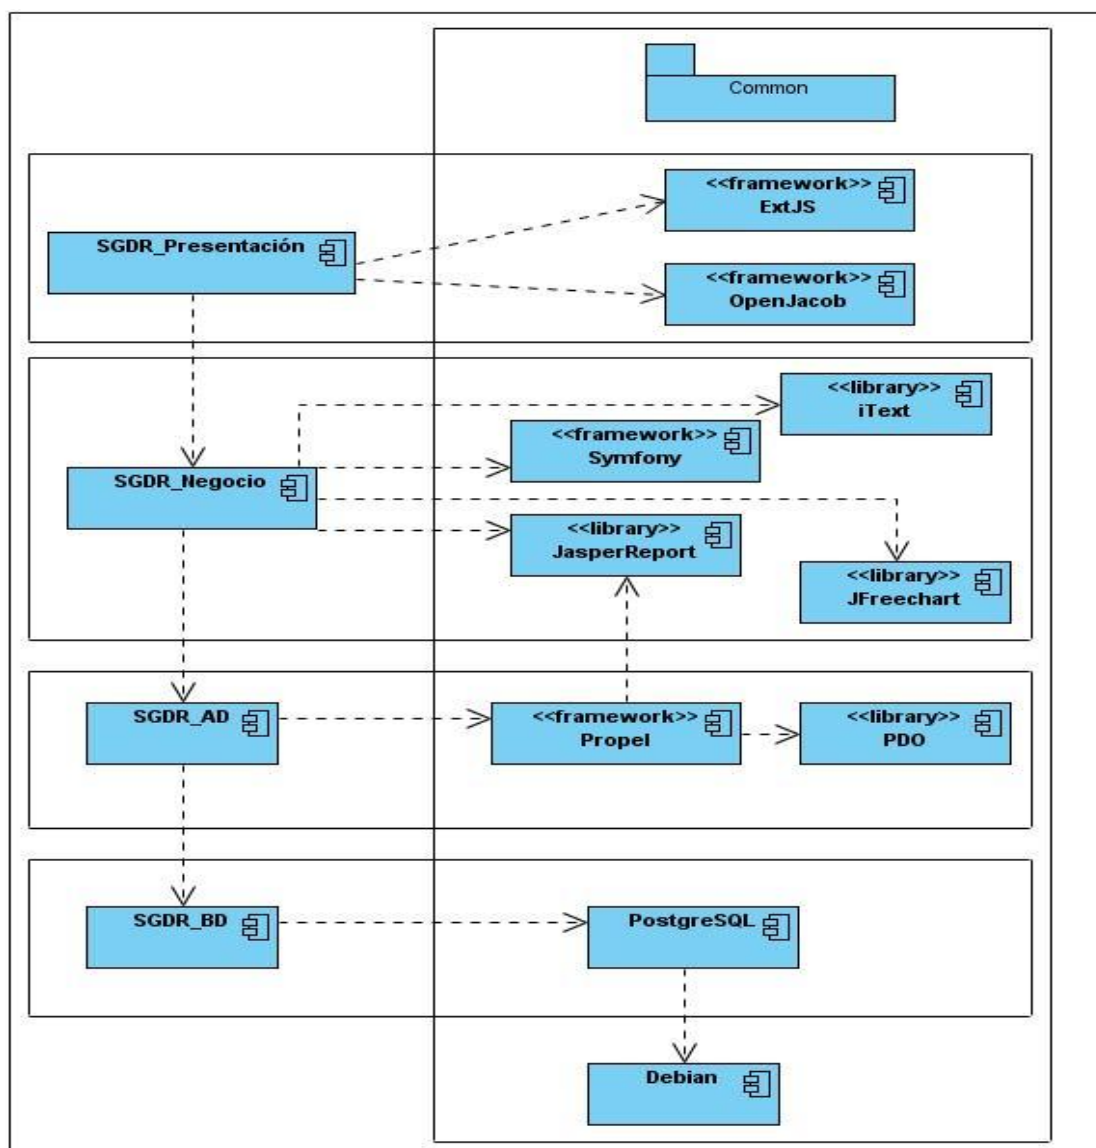 Common
<<framework>>
ExtJS
SGDR_Presentación
<<framework>>
OpenJacob
<<library>>
iText
<<framework>>
Symfony
SGDR_Negocio
<<library>>
JasperReport
<<library>>
JFreechart
SGDR_AD
<<framework>>
Propel
<<library>>
PDO
SGDR_BD
PostgreSQL
Debian